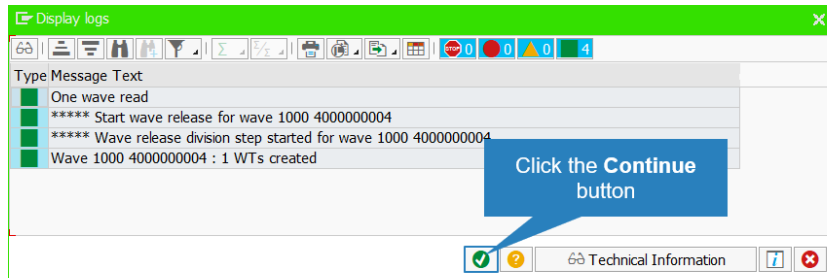 Display logs
0 0 0 4
Type Message Text
One wave read
***** Start wave release for wave 1000 4000000004
***** Wave release division step started for wave 1000 4000000004
Wave 1000 4000000004 : 1 WTs created
Click the Continue
button
Technical Information